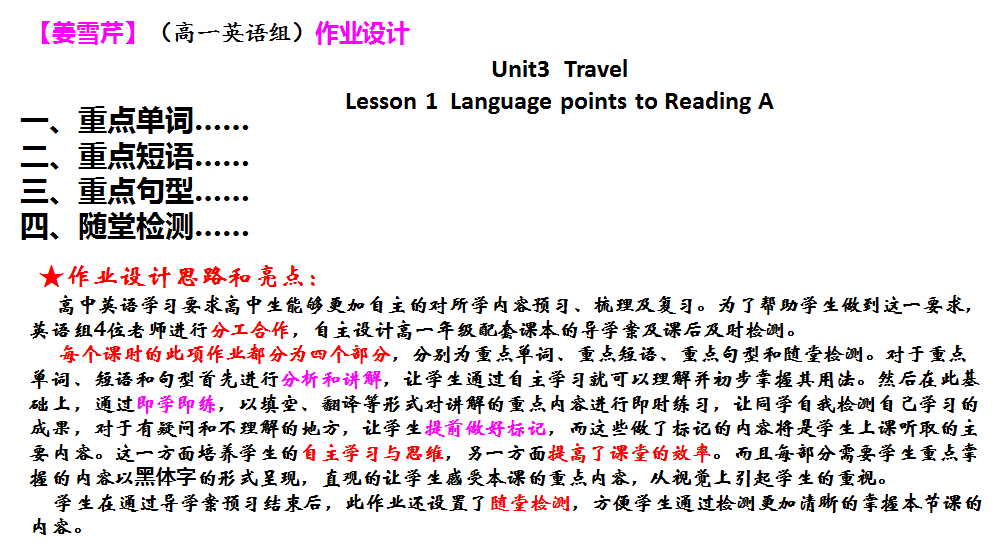 【姜雪芹】（高一英语组）作业设计
Unit3 Travel
Lesson 1 Language points to Reading A
一、重点单词……
二、重点短语……
三、重点句型……
四、随堂检测……
★作业设计思路和亮点：
高中英语学习要求高中生能够更加自主的对所学内容预习、梳理及复习。为了帮助学生做到这一要求，
英语组4位老师进行分工合作，自主设计高一年级配套课本的导学案及课后及时检测。
每个课时的此项作业部分为四个部分，分别为重点单词、重点短语、重点句型和随堂检测。对于重点
单词、短语和句型首先进行分析和讲解，让学生通过自主学习就可以理解并初步掌握其用法。然后在此基
础上，通过即学即练，以填空、翻译等形式对讲解的重点内容进行即时练习，让同学自我检测自己学习的
成果，对于有疑问和不理解的地方，让学生提前做好标记，而这些做了标记的内容将是学生上课听取的主
要内容。这一方面培养学生的自主学习与思维，另一方面提高了课堂的效率。而且每部分需要学生重点掌
握的内容以黑体字的形式呈现，直观的让学生感受本课的重点内容，从视觉上引起学生的重视。
学生在通过导学案预习结束后，此作业还设置了随堂检测，方便学生通过检测更加清晰的掌握本节课的
内容。